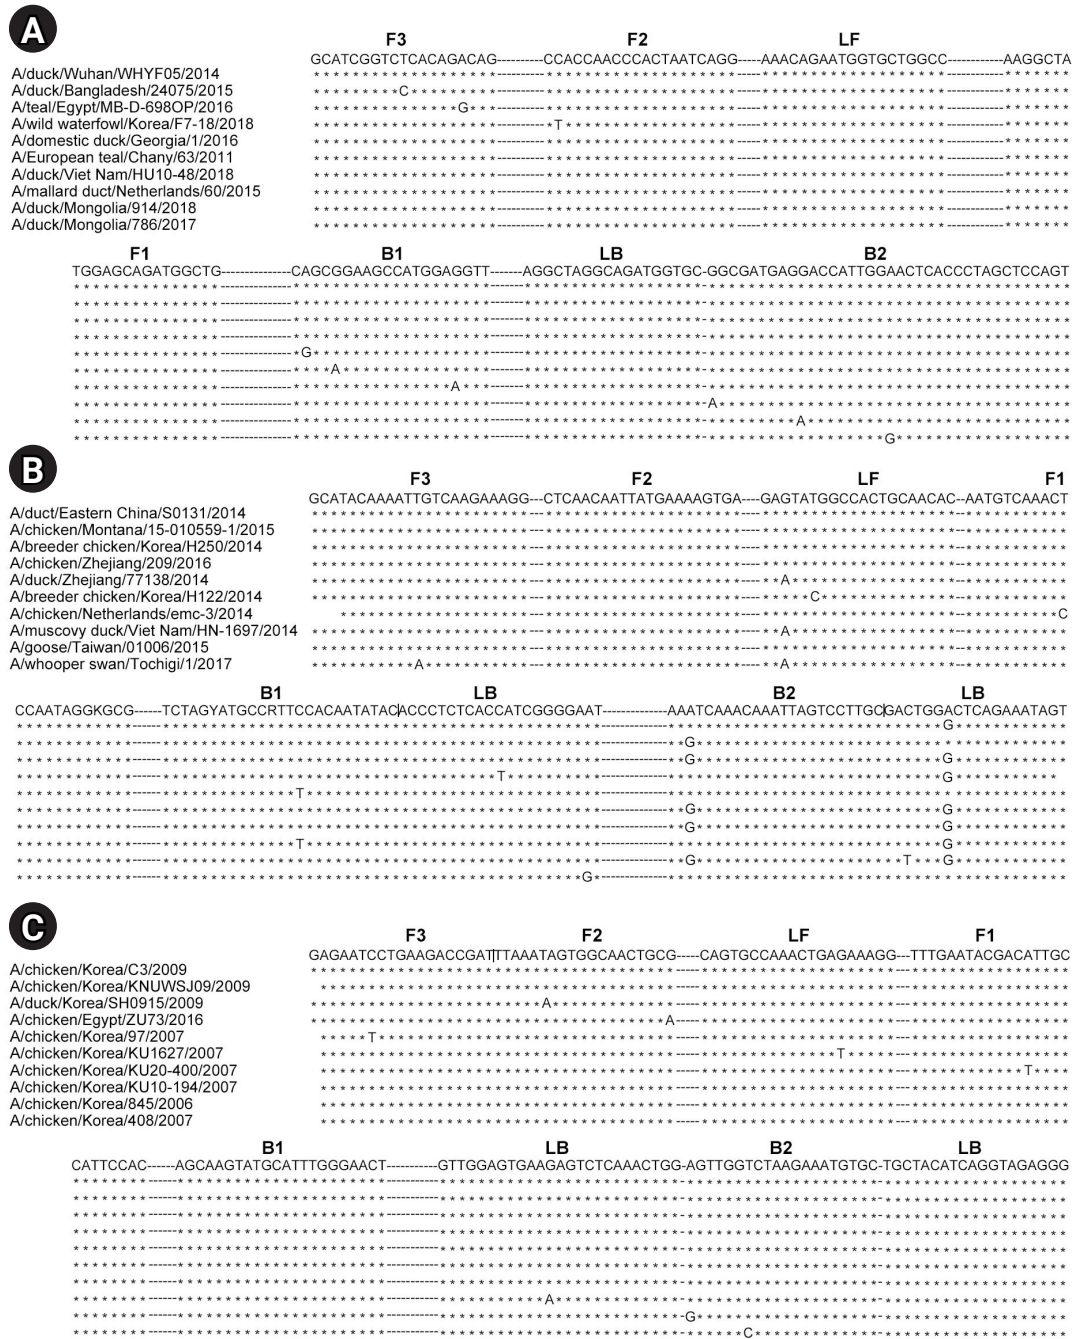 A
F3 F2 LF
GCATCGGTCTCACAGACAG----------CCACCAACCCACTAATCAGG-----AAACAGAATGGTGCTGGCC-----------AAGGCTA
A/duck/Wuhan/WHYF05/2014
A/duck/Bangladesh/24075/2015 C
A/teal/Egypt/MB-D-698OP/2016 G
A/wild waterfowl/Korea/F7-18/2018 T
A/domestic duck/Georgia/1/2016
A/European teal/Chany/63/2011
A/duck/Viet Nam/HU10-48/2018
A/mallard duct/Netherlands/60/2015
A/duck/Mongolia/914/2018
A/duck/Mongolia/786/2017
F1 B1 LB B2
TGGAGCAGATGGCTG--------------CAGCGGAAGCCATGGAGGTT------AGGCTAGGCAGATGGTGC-GGCGATGAGGACCATTGGAACTCACCCTAGCTCCAGT
G
A
A
A
A
G
B
F3 F2 LF F1
GCATACAAAATTGTCAAGAAAGG---CTCAACAATTATGAAAAGTGA----GAGTATGGCCACTGCAACAC--AATGTCAAACT
A/duct/Eastern China/S0131/2014
A/chicken/Montana/15-010559-1/2015
A/breeder chicken/Korea/H250/2014
A/chicken/Zhejiang/209/2016
A/duck/Zhejiang/77138/2014 A
A/breeder chicken/Korea/H122/2014 C
A/chicken/Netherlands/emc-3/2014 C
A/muscovy duck/Viet Nam/HN-1697/2014 A
A/goose/Taiwan/01006/2015
A/whooper swan/Tochigi/1/2017 A A
B1 LB B2 LB
CCAATAGGKGCG------TCTAGYATGCCRTTCCACAATATAC|ACCCTCTCACCATCGGGGAAT--------------AAATCAAACAAATTAGTCCTTGC|GACTGGACTCAGAAATAGT
G
G
G G
T G
T
G G
G G
T G
G T G
G
C
F3 F2 LF F1
GAGAATCCTGAAGACCGAT|TTAAATAGTGGCAACTGCG-----CAGTGCCAAACTGAGAAAGG---TTTGAATACGACATTGC
A/chicken/Korea/C3/2009
A/chicken/Korea/KNUWSJ09/2009
A/duck/Korea/SH0915/2009 A
A/chicken/Egypt/ZU73/2016 A
A/chicken/Korea/97/2007 T
A/chicken/Korea/KU1627/2007 T
A/chicken/Korea/KU20-400/2007 T
A/chicken/Korea/KU10-194/2007
A/chicken/Korea/845/2006
A/chicken/Korea/408/2007
B1 LB B2 LB
CATTCCAC------AGCAAGTATGCATTTGGGAACT----------GTTGGAGTGAAGAGTCTCAAACTGG-AGTTGGTCTAAGAAATGTGC-TGCTACATCAGGTAGAGGG
A
G
C